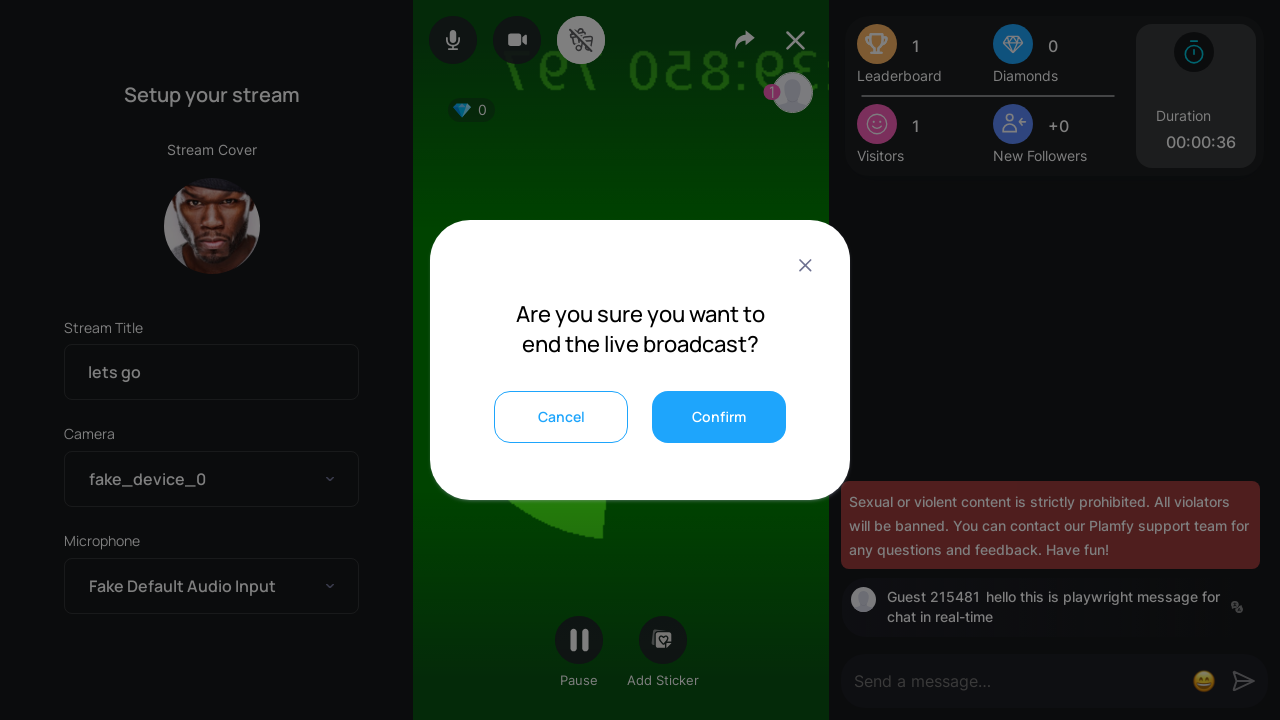 Setup your stream
Stream Cover
Stream Title
lets go
Camera
fake_device_0
Microphone
Fake Default Audio Input
0
1
Are you sure you want to
end the live broadcast?
Cancel
Confirm
Pause
Add Sticker
1
Leaderboard
0
Diamonds
1
Visitors
+0
New Followers
Duration
00:00:36
Sexual or violent content is strictly prohibited. All violators
will be banned. You can contact our Plamfy support team for
any questions and feedback. Have fun!
Guest 215481 hello this is playwright message for
chat in real-time
Send a message...